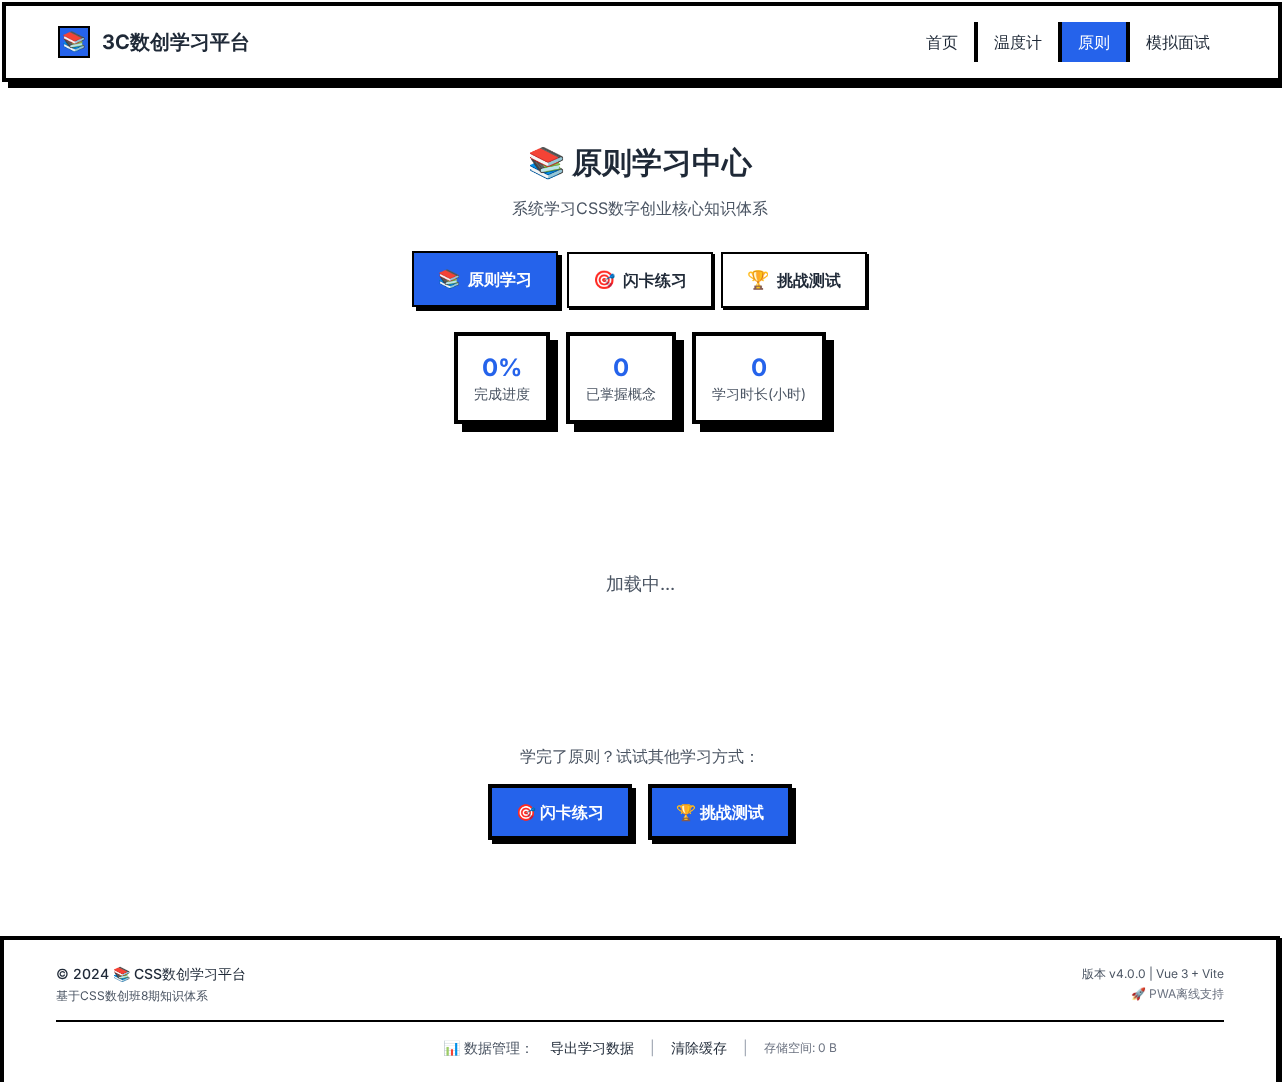 3C数创学习平台
首页 温度计 原则 模拟面试
📚 原则学习中心
系统学习CSS数字创业核心知识体系
📚 原则学习 🎯 闪卡练习 🏆 挑战测试
0% 0 0
完成进度 已掌握概念 学习时长(小时)
加载中...
学完了原则？试试其他学习方式：
🎯 闪卡练习 🏆 挑战测试
© 2024 📚 CSS数创学习平台
基于CSS数创班8期知识体系
版本 v4.0.0 | Vue 3 + Vite
🚀 PWA离线支持
📊 数据管理： 导出学习数据 | 清除缓存 | 存储空间: 0 B